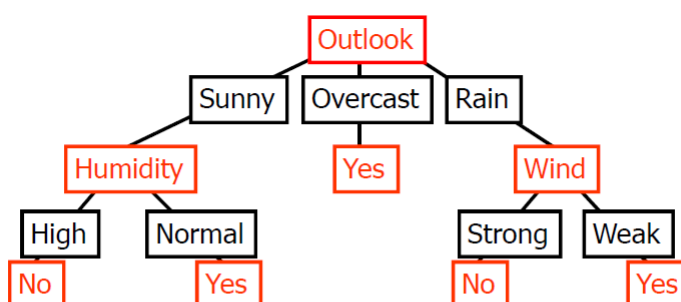 Outlook
Sunny Overcast Rain
Humidity Yes Wind
High Normal Strong Weak
No Yes No Yes